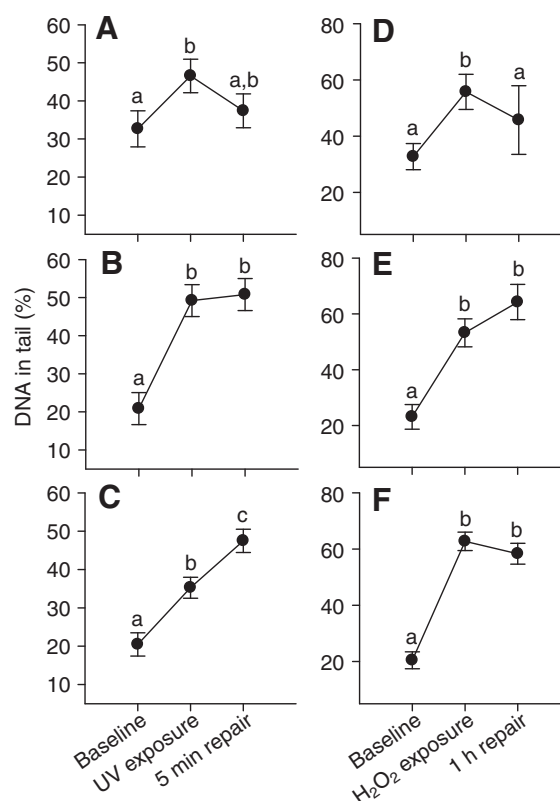 A
60
50
40
30
20
10
a
b
a,b
D
80
60
40
20
a
b
a
DNA in tail (%)
B
60
50
40
30
20
10
a
b
b
E
80
60
40
20
a
b
b
C
60
50
40
30
20
10
a
b
c
F
80
60
40
20
a
b
b
Baseline
UV exposure
5 min repair
Baseline
H₂O₂ exposure
1 h repair